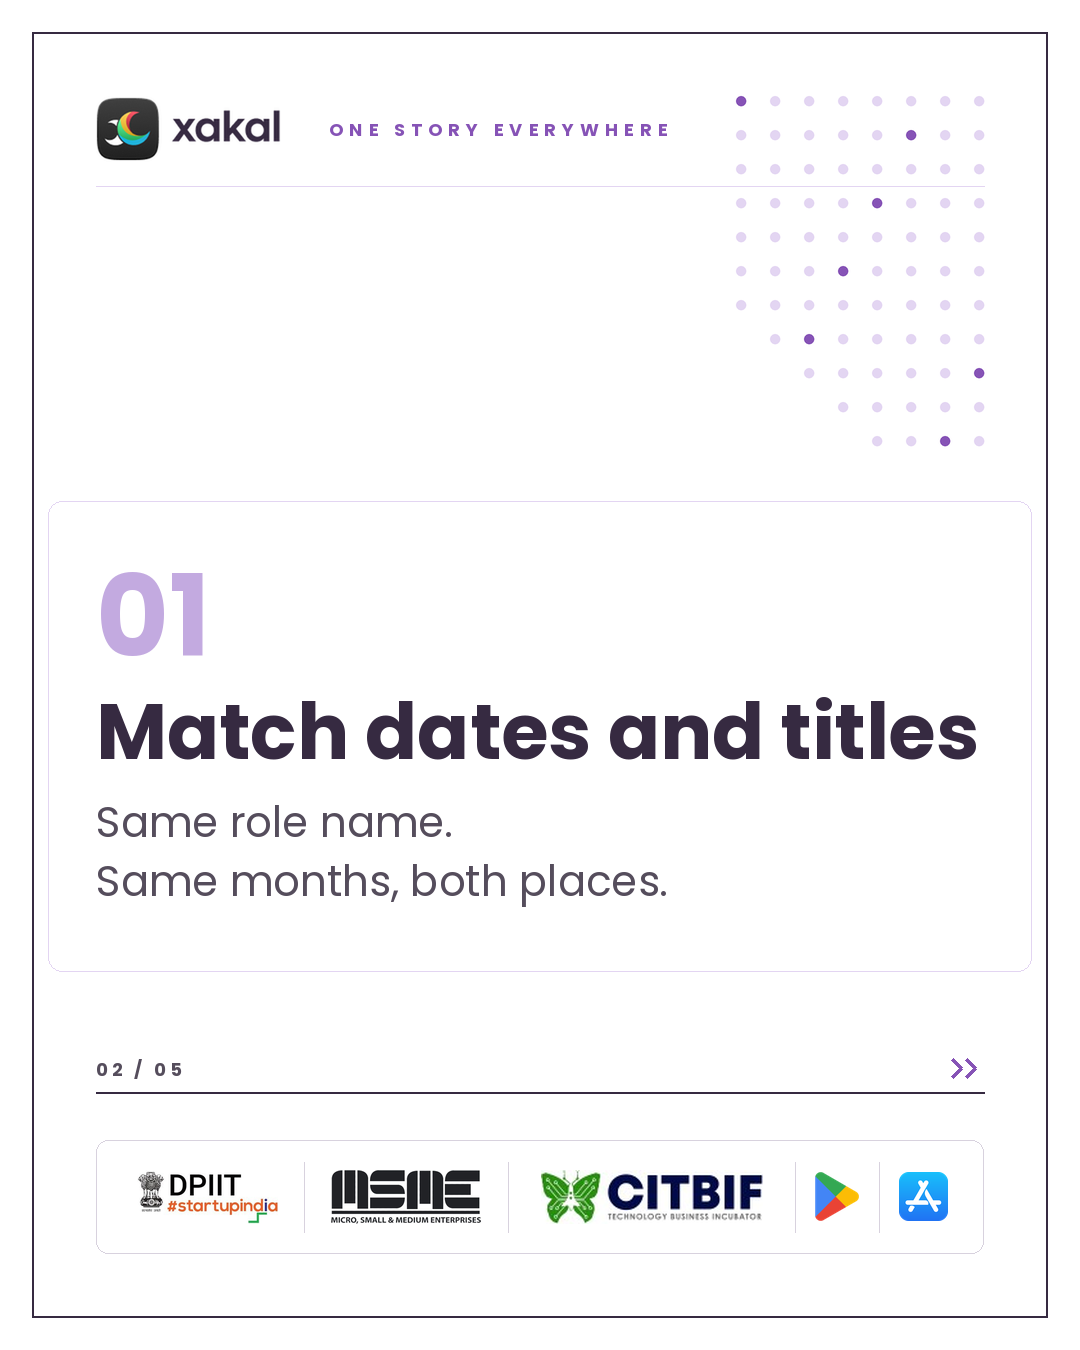 xakal
ONE STORY EVERYWHERE
01
Match dates and titles
Same role name.
Same months, both places.
02 / 05
DPIIT
#startupindia
MSME
MICRO, SMALL & MEDIUM ENTERPRISES
CITBIF
TECHNOLOGY BUSINESS INCUBATOR